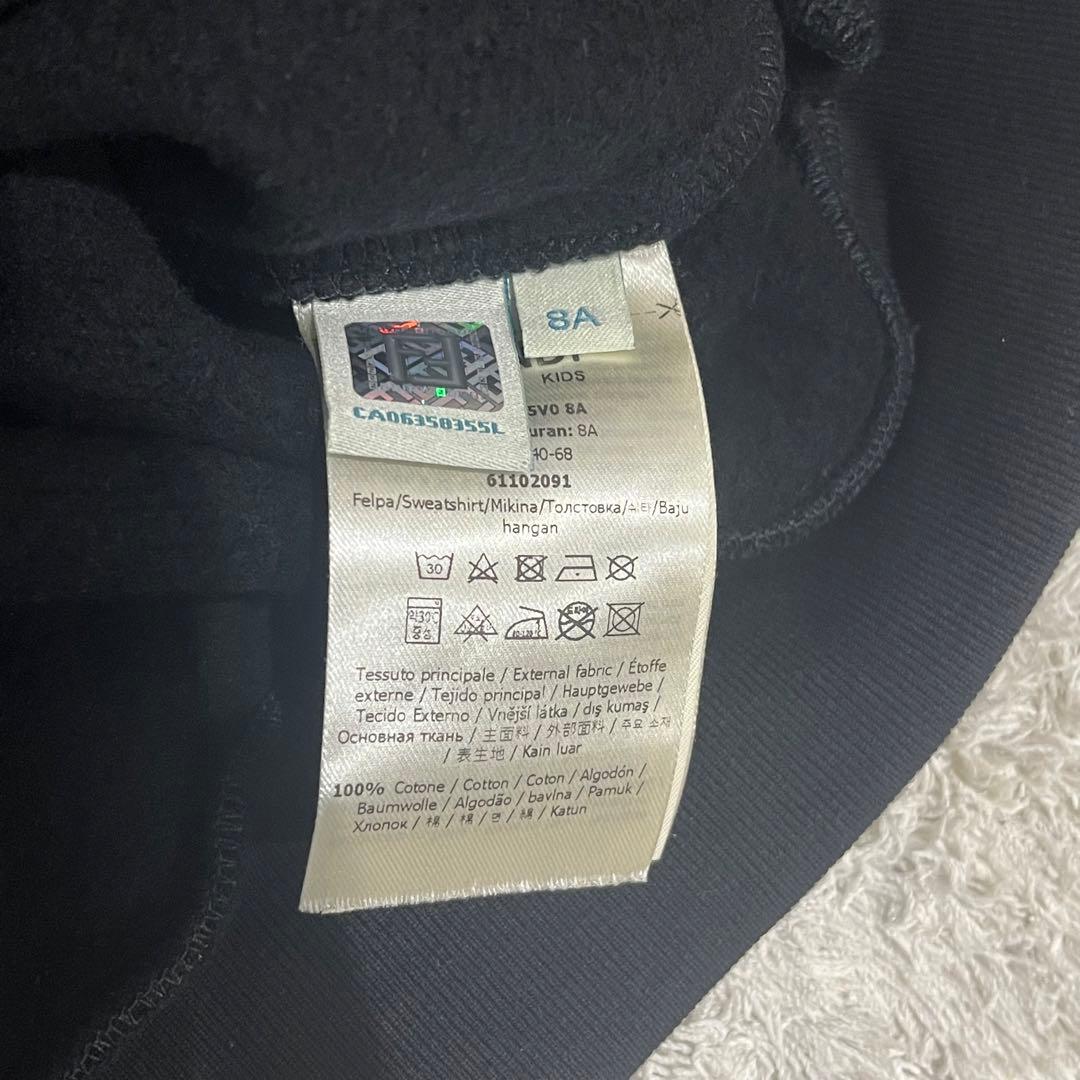 8A
CA06358355L
KIDS
5V0 8A
uran: 8A
40-68
61102091
Felpa/Sweatshirt/Mikina/Толстовка/셔타/Baju
hangan
30
Tessuto principale / External fabric / Étoffe
externe / Tejido principal / Hauptgewebe /
Tecido Externo / Vnější látka / dış kumaş /
Основная ткань / 主面料 / 外部面料 / 주요 소재
/ 表生地 / Kain luar
100% Cotone / Cotton / Coton / Algodón /
Baumwolle / Algodão / bavlna / Pamuk /
Хлопок / 棉 / 棉 / 면 / 綿 / Katun